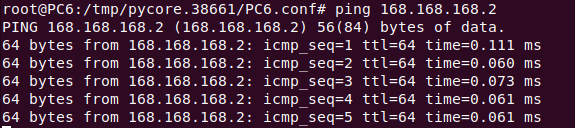 root@PC6:/tmp/pycore.38661/PC6.conf# ping 168.168.168.2
PING 168.168.168.2 (168.168.168.2) 56(84) bytes of data.
64 bytes from 168.168.168.2: icmp_seq=1 ttl=64 time=0.111 ms
64 bytes from 168.168.168.2: icmp_seq=2 ttl=64 time=0.060 ms
64 bytes from 168.168.168.2: icmp_seq=3 ttl=64 time=0.073 ms
64 bytes from 168.168.168.2: icmp_seq=4 ttl=64 time=0.061 ms
64 bytes from 168.168.168.2: icmp_seq=5 ttl=64 time=0.061 ms